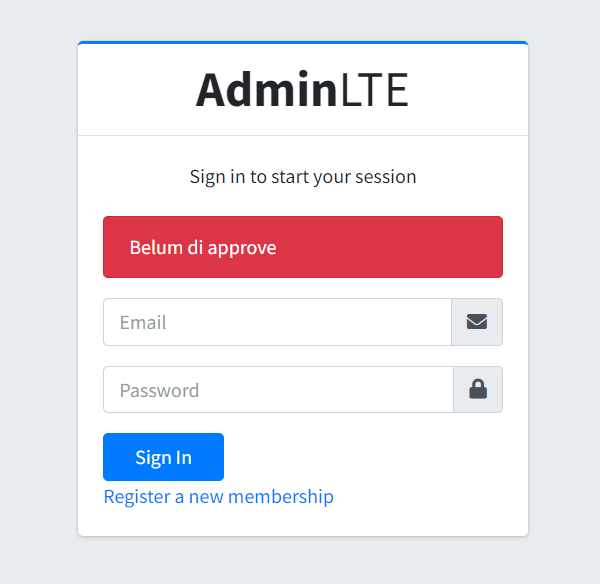 AdminLTE
Sign in to start your session
Belum di approve
Email
Password
Sign In
Register a new membership